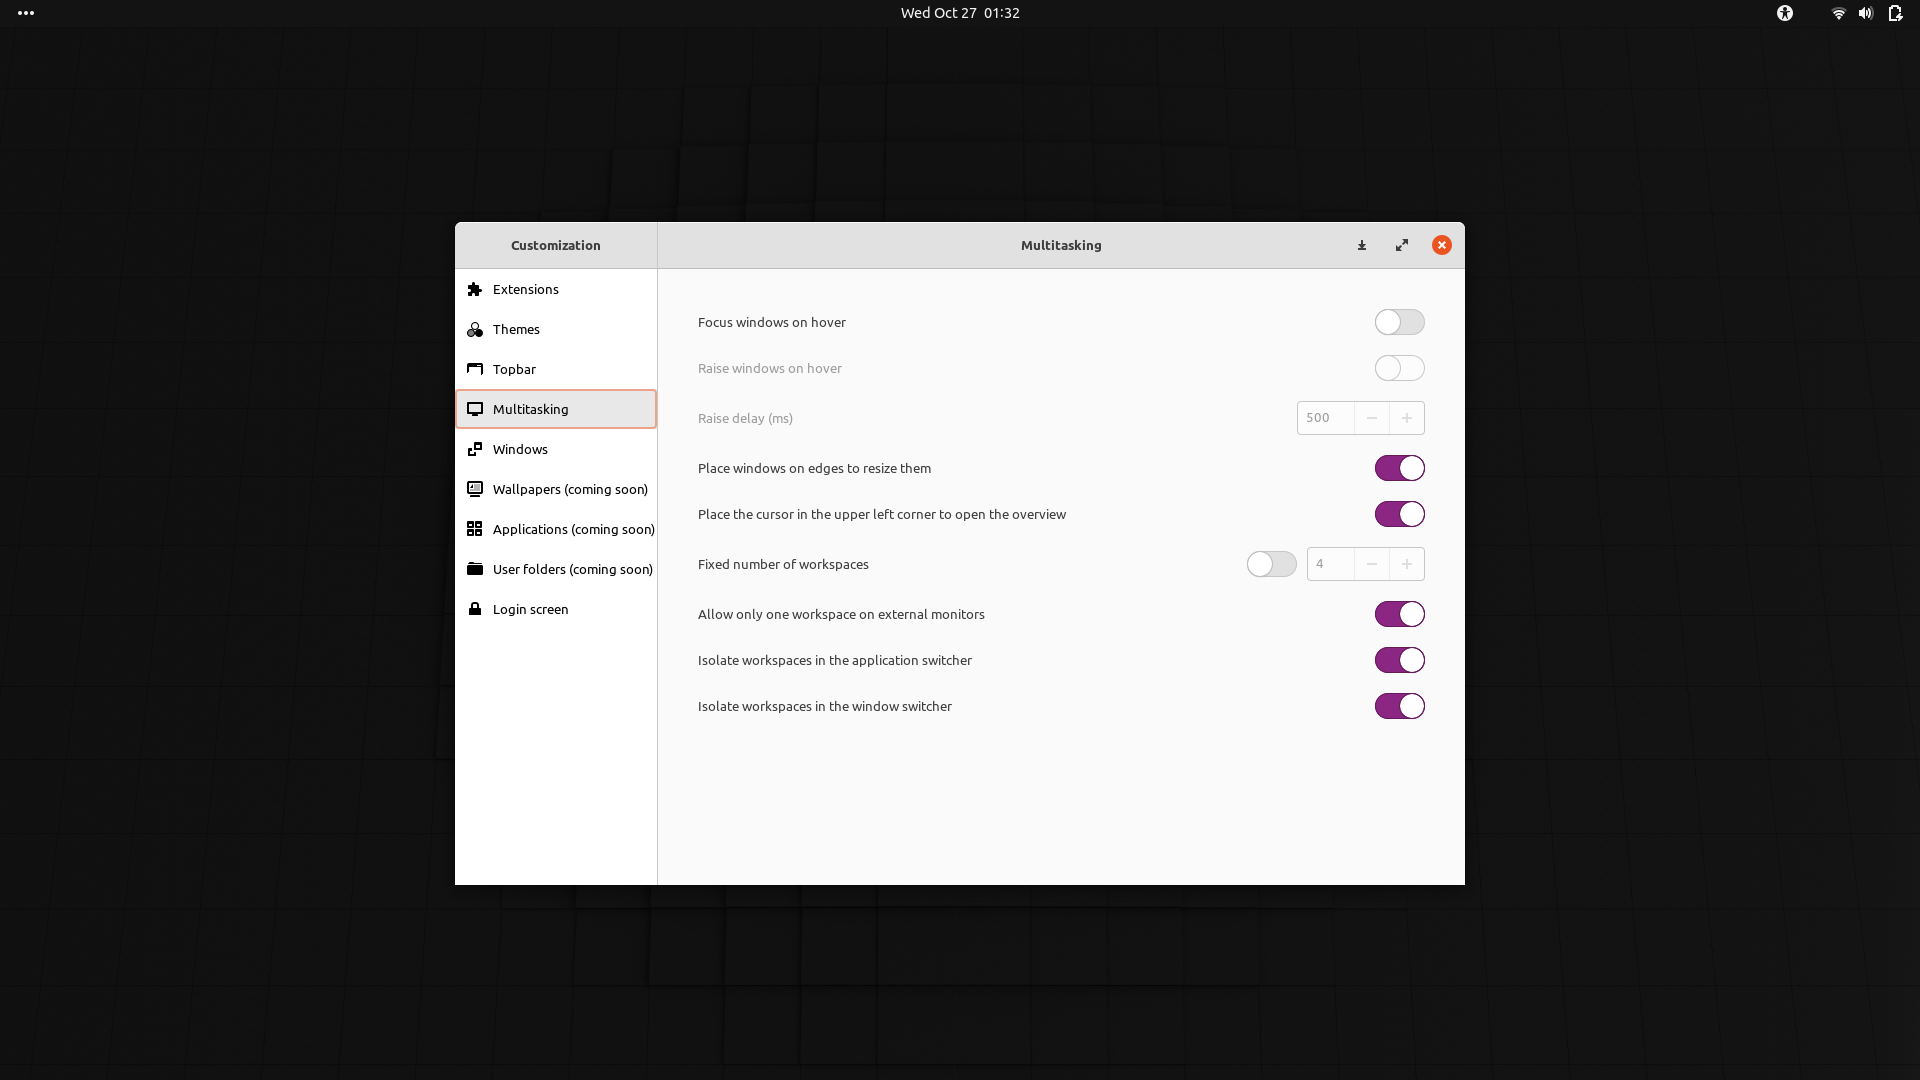 Wed Oct 27  01:32
Customization
Multitasking
Extensions
Themes
Topbar
Multitasking
Windows
Wallpapers (coming soon)
Applications (coming soon)
User folders (coming soon)
Login screen
Focus windows on hover
Raise windows on hover
Raise delay (ms)
500
Place windows on edges to resize them
Place the cursor in the upper left corner to open the overview
Fixed number of workspaces
4
Allow only one workspace on external monitors
Isolate workspaces in the application switcher
Isolate workspaces in the window switcher